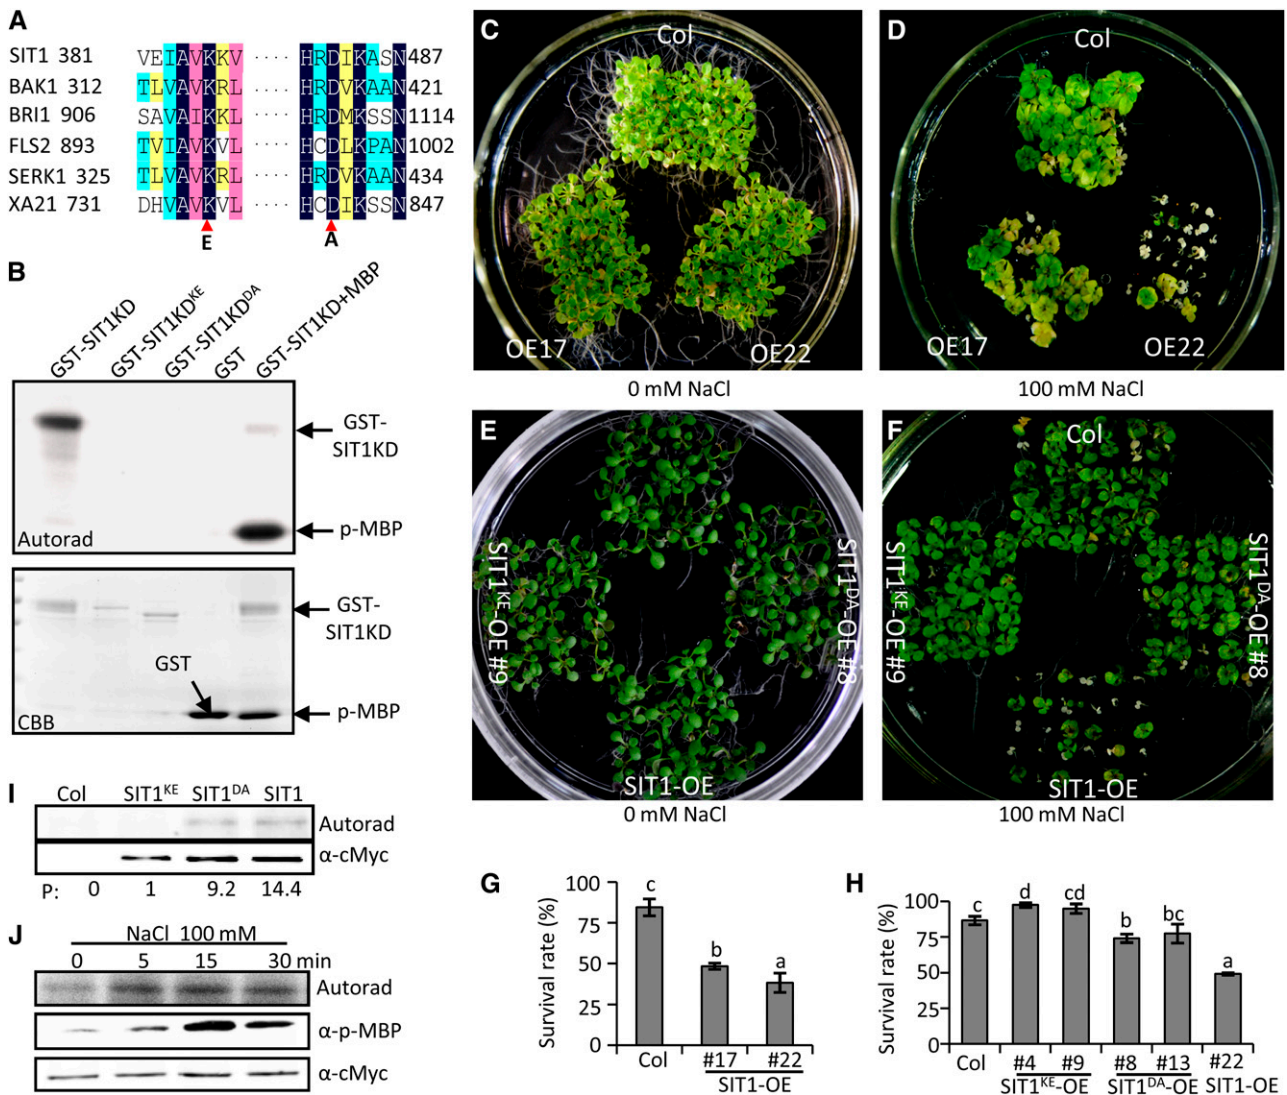 A
SIT1 381 VEIAVKKV ···· HRDIKASN 487
BAK1 312 TLVAVKRL ···· HRDVKAAN 421
BRI1 906 SAVAIKKL ···· HRDMKSSN 1114
FLS2 893 TVIAVKVL ···· HCDLKPAN 1002
SERK1 325 TLVAVKRL ···· HRDVKAAN 434
XA21 731 DHVAVKVL ···· HCDIKSSN 847
E A
B
GST-SIT1KD
GST-SIT1KDKE
GST-SIT1KDDA
GST
GST-SIT1KD+MBP
GST-
SIT1KD
p-MBP
Autorad
GST-
SIT1KD
GST
p-MBP
CBB
C
Col
OE17
OE22
0 mM NaCl
D
Col
OE17
OE22
100 mM NaCl
E
SIT1KE-OE #9
SIT1DA-OE #8
SIT1-OE
0 mM NaCl
F
Col
SIT1KE-OE #9
SIT1DA-OE #8
SIT1-OE
100 mM NaCl
I
Col SIT1KE SIT1DA SIT1
Autorad
α-cMyc
P: 0 1 9.2 14.4
J
NaCl 100 mM
0 5 15 30 min
Autorad
α-p-MBP
α-cMyc
G
Survival rate (%)
100
75
50
25
0
c
b
a
Col #17 #22
SIT1-OE
H
Survival rate (%)
100
75
50
25
0
c
d
cd
b
bc
a
Col #4 #9 #8 #13 #22
SIT1KE-OE SIT1DA-OE SIT1-OE